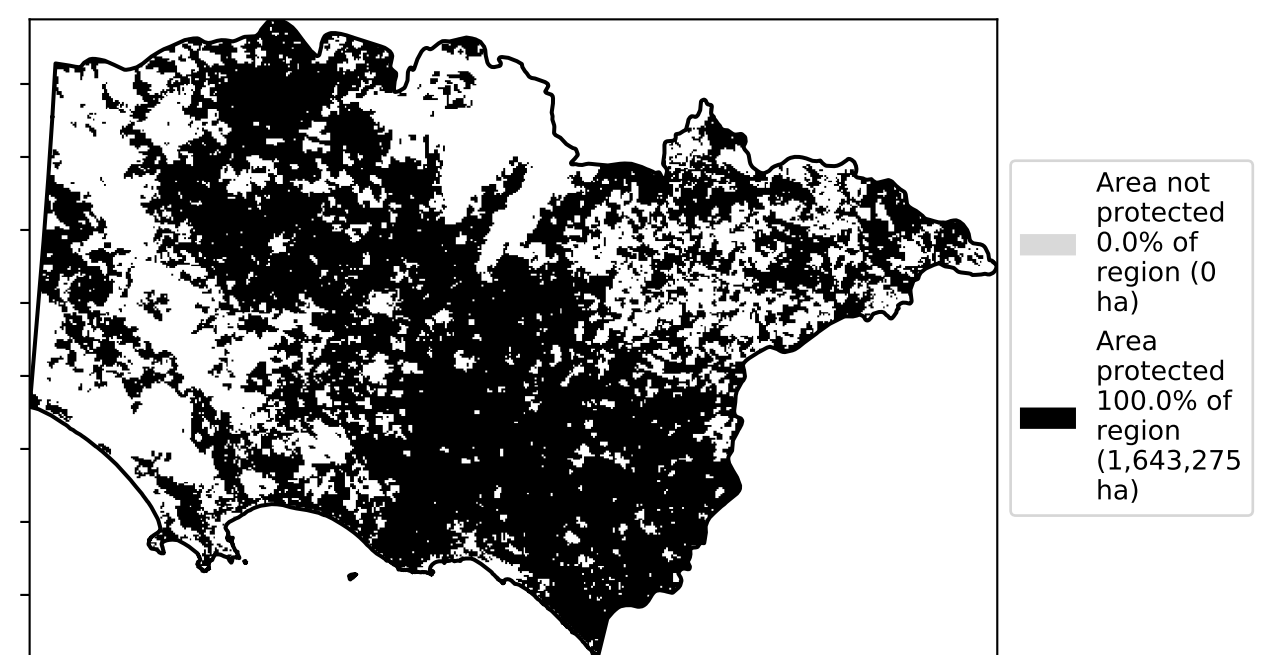 Area not
protected
0.0% of
region (0
ha)
Area
protected
100.0% of
region
(1,643,275
ha)